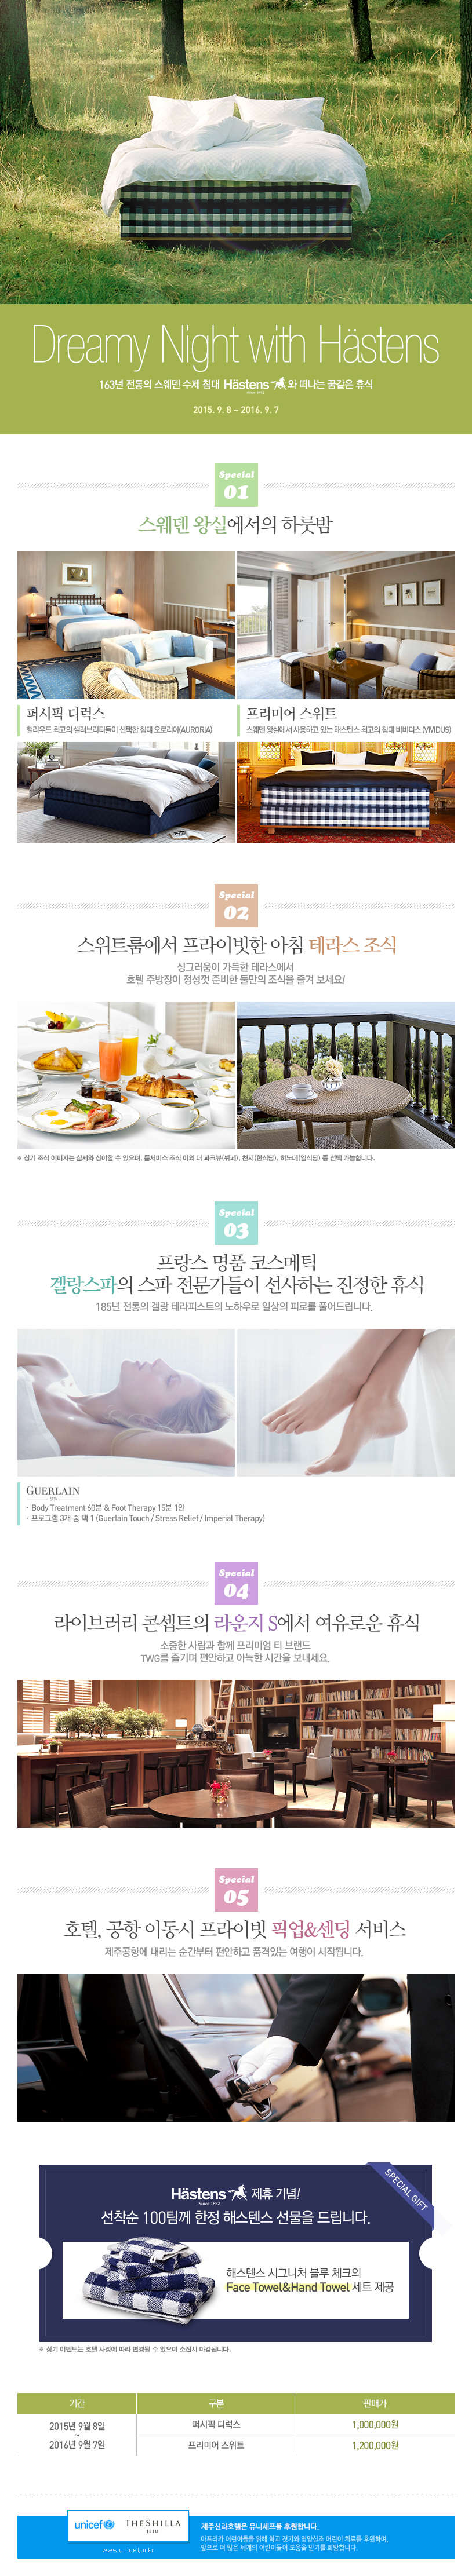 Dreamy Night with Hästens
163년 전통의 스웨덴 수제 침대 Hästens 와 떠나는 꿈같은 휴식
Since 1852
2015. 9. 8 ~ 2016. 9. 7
Special
01
스웨덴 왕실에서의 하룻밤
퍼시픽 디럭스
헐리우드 최고의 셀러브리티들이 선택한 침대 오로리아(AURORIA)
프리미어 스위트
스웨덴 왕실에서 사용하고 있는 해스텐스 최고의 침대 비비더스 (VIVIDUS)
Special
02
스위트룸에서 프라이빗한 아침 테라스 조식
싱그러움이 가득한 테라스에서
호텔 주방장이 정성껏 준비한 둘만의 조식을 즐겨 보세요!
※ 상기 조식 이미지는 실제와 상이할 수 있으며, 룸서비스 조식 이외 더 파크뷰(뷔페), 천지(한식당), 히노데(일식당) 중 선택 가능합니다.
Special
03
프랑스 명품 코스메틱
겔랑스파의 스파 전문가들이 선사하는 진정한 휴식
185년 전통의 겔랑 테라피스트의 노하우로 일상의 피로를 풀어드립니다.
GUERLAIN
SPA
· Body Treatment 60분 & Foot Therapy 15분 1인
· 프로그램 3개 중 택 1 (Guerlain Touch / Stress Relief / Imperial Therapy)
Special
04
라이브러리 콘셉트의 라운지 S에서 여유로운 휴식
소중한 사람과 함께 프리미엄 티 브랜드
TWG를 즐기며 편안하고 아늑한 시간을 보내세요.
Special
05
호텔, 공항 이동시 프라이빗 픽업&센딩 서비스
제주공항에 내리는 순간부터 편안하고 품격있는 여행이 시작됩니다.
SPECIAL GIFT
Hästens 제휴 기념!
Since 1852
선착순 100팀께 한정 해스텐스 선물을 드립니다.
해스텐스 시그니처 블루 체크의
Face Towel&Hand Towel 세트 제공
※ 상기 이벤트는 호텔 사정에 따라 변경될 수 있으며 소진시 마감됩니다.
기간 구분 판매가
2015년 9월 8일
~
2016년 9월 7일
퍼시픽 디럭스 1,000,000원
프리미어 스위트 1,200,000원
unicef THE SHILLA
JEJU
www.unicef.or.kr
제주신라호텔은 유니세프를 후원합니다.
아프리카 어린이들을 위해 학교 짓기와 영양실조 어린이 치료를 후원하며,
앞으로 더 많은 세계의 어린이들이 도움을 받기를 희망합니다.